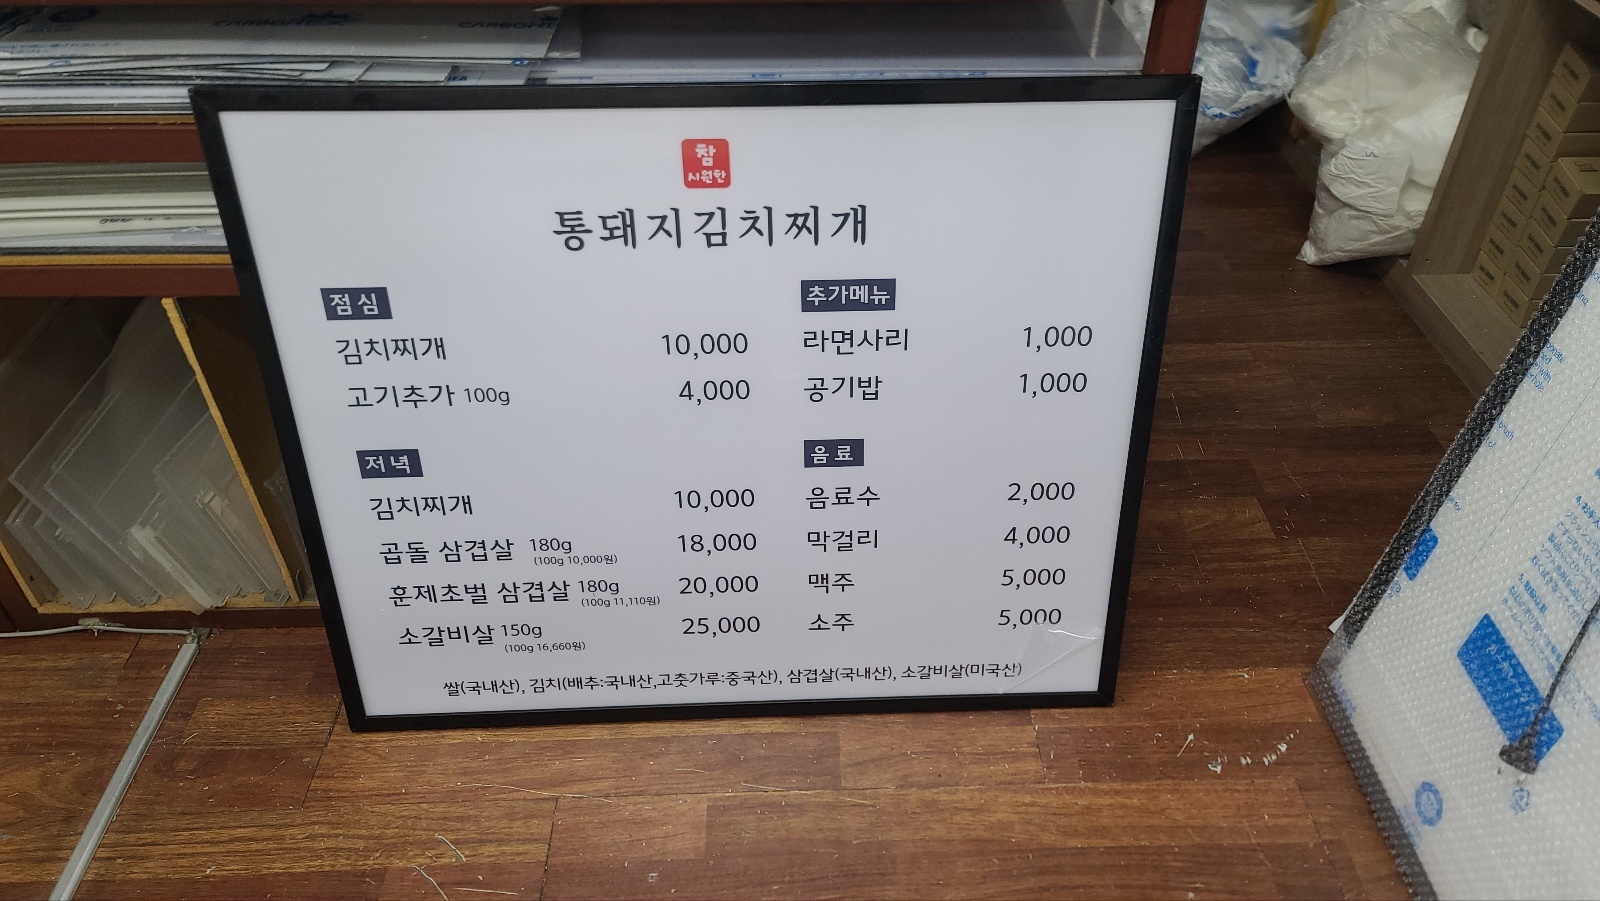 CARBONEX
CARBONE
참
시원한
통돼지김치찌개
점심
김치찌개 10,000
고기추가 100g 4,000
저녁
김치찌개 10,000
곱돌 삼겹살 180g (100g 10,000원) 18,000
훈제초벌 삼겹살 180g (100g 11,110원) 20,000
소갈비살 150g (100g 16,660원) 25,000
추가메뉴
라면사리 1,000
공기밥 1,000
음료
음료수 2,000
막걸리 4,000
맥주 5,000
소주 5,000
쌀(국내산), 김치(배추:국내산,고춧가루:중국산), 삼겹살(국내산), 소갈비살(미국산)